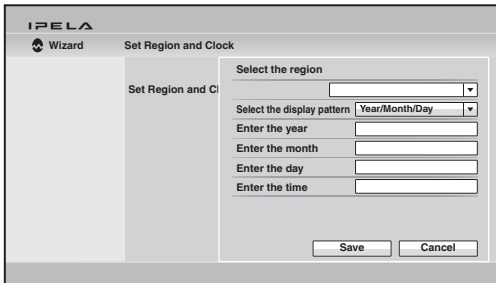 IPELA
Wizard Set Region and Clock
Select the region
Set Region and Cl
Select the display pattern Year/Month/Day
Enter the year
Enter the month
Enter the day
Enter the time
Save Cancel